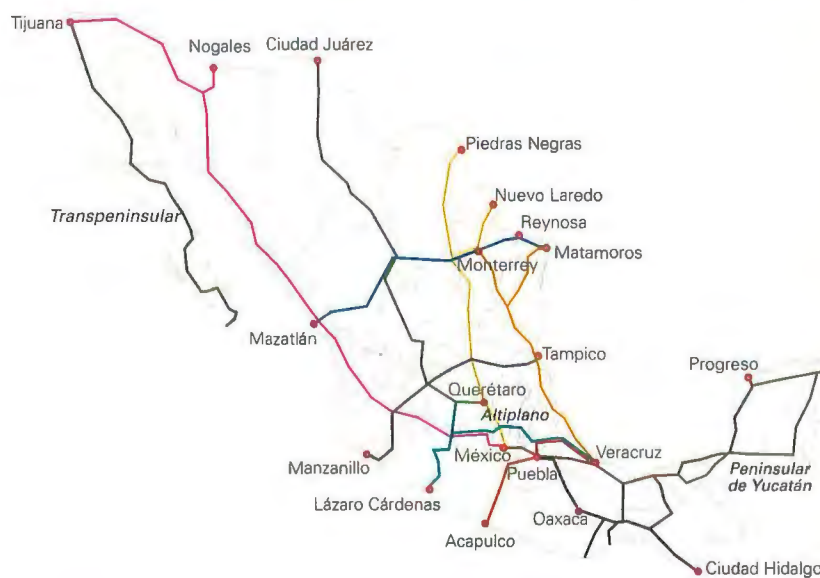 Tijuana
Nogales
Ciudad Juárez
Piedras Negras
Nuevo Laredo
Reynosa
Transpeninsular
Monterrey
Matamoros
Mazatlán
Tampico
Progreso
Querétaro
Altiplano
México
Veracruz
Manzanillo
Puebla
Peninsular
de Yucatán
Lázaro Cárdenas
Oaxaca
Acapulco
Ciudad Hidalgo